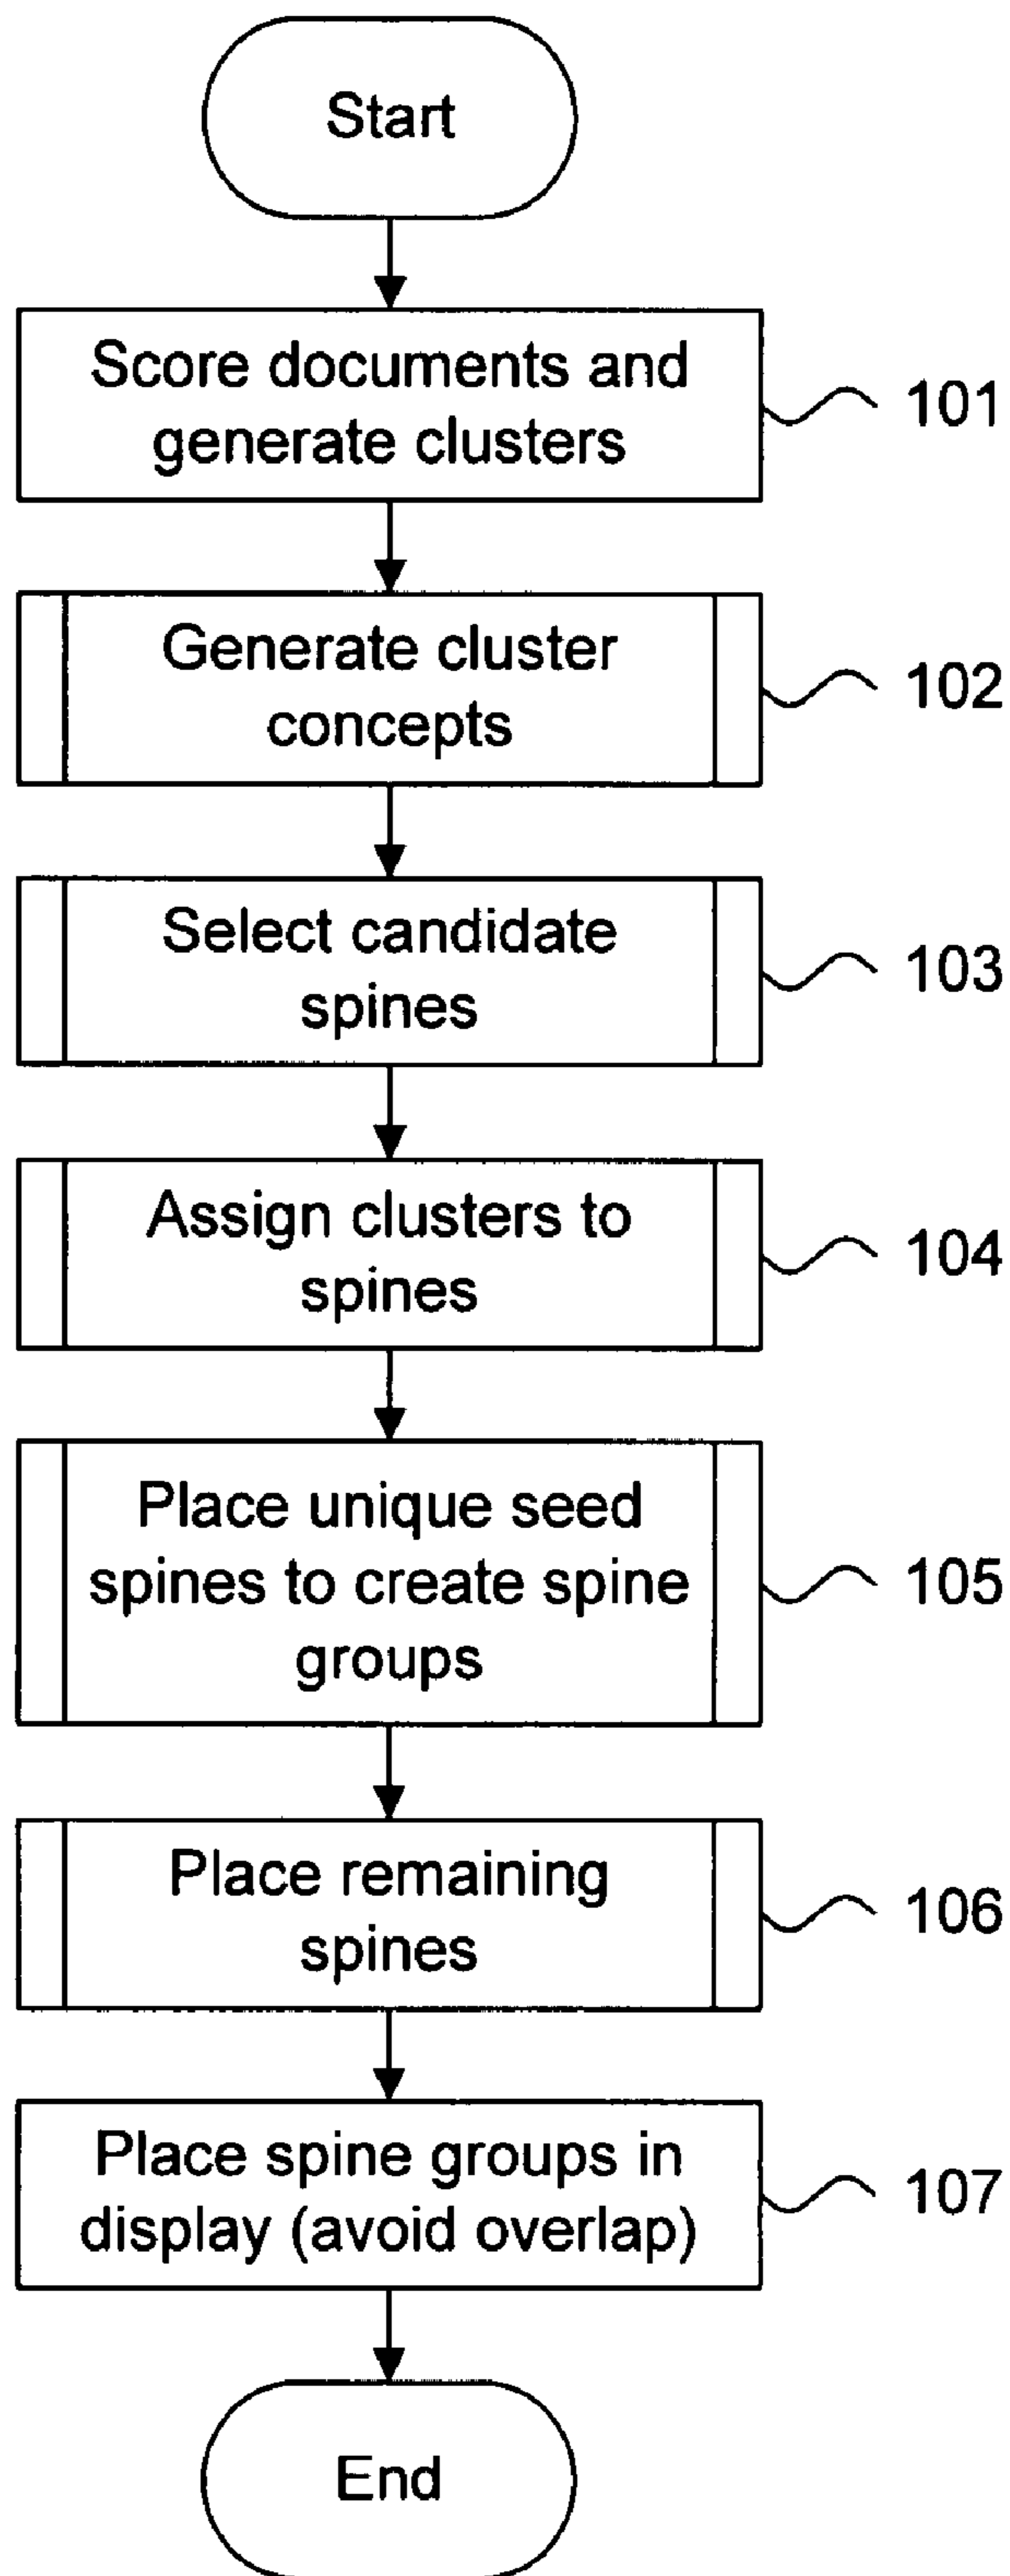 Start
Score documents and
generate clusters
101
Generate cluster
concepts
102
Select candidate
spines
103
Assign clusters to
spines
104
Place unique seed
spines to create spine
groups
105
Place remaining
spines
106
Place spine groups in
display (avoid overlap)
107
End